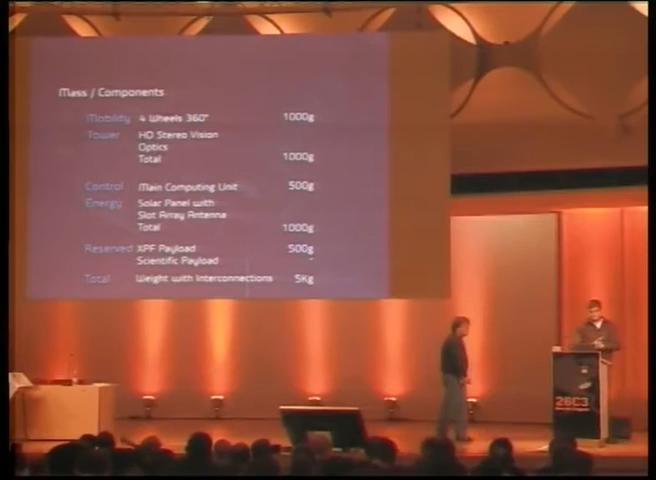 Mass / Components
Mobility 4 Wheels 360° 1000g
Tower HD Stereo Vision
Optics
Total 1000g
Control Main Computing Unit 500g
Energy Solar Panel with
Slot Array Antenna
Total 1000g
Reserved XPF Payload 500g
Scientific Payload -
Total Weight with Interconnections 5Kg
26C3